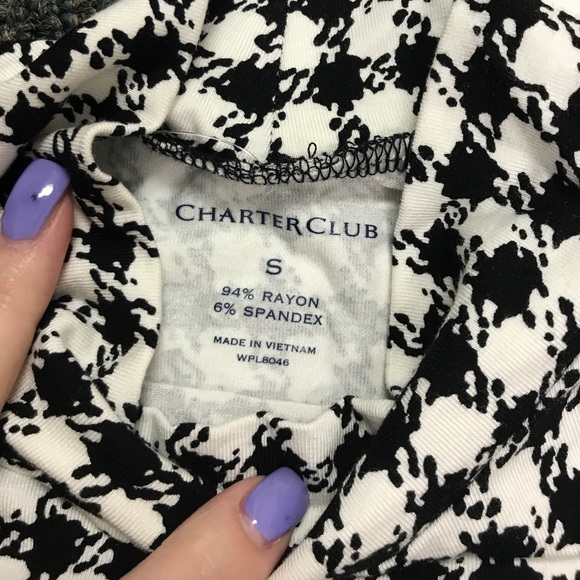 CHARTER CLUB
S
94% RAYON
6% SPANDEX
MADE IN VIETNAM
WPL8046